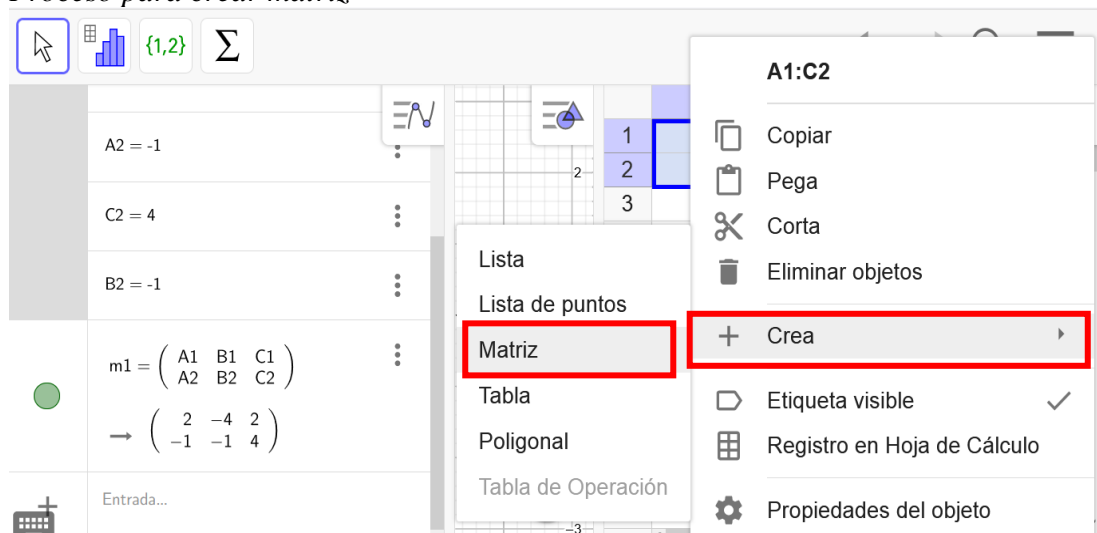 Proceso para crear matriz
{1,2} Σ
A1:C2
A2 = -1
C2 = 4
B2 = -1
m1 = ( A1 B1 C1
A2 B2 C2 )
→ ( 2 −4 2
−1 −1 4 )
Entrada...
2
-3
1
2
3
Copiar
Pega
Corta
Eliminar objetos
Crea
Etiqueta visible
Registro en Hoja de Cálculo
Propiedades del objeto
Lista
Lista de puntos
Matriz
Tabla
Poligonal
Tabla de Operación